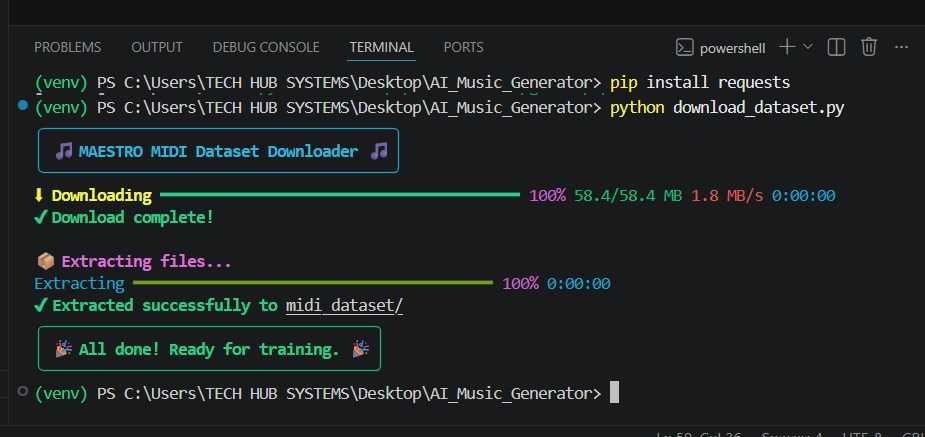 PROBLEMS OUTPUT DEBUG CONSOLE TERMINAL PORTS powershell
(venv) PS C:\Users\TECH HUB SYSTEMS\Desktop\AI_Music_Generator> pip install requests
(venv) PS C:\Users\TECH HUB SYSTEMS\Desktop\AI_Music_Generator> python download_dataset.py
🎵 MAESTRO MIDI Dataset Downloader 🎵
⬇ Downloading 100% 58.4/58.4 MB 1.8 MB/s 0:00:00
✔ Download complete!
📦 Extracting files...
Extracting 100% 0:00:00
✔ Extracted successfully to midi_dataset/
🎉 All done! Ready for training. 🎉
(venv) PS C:\Users\TECH HUB SYSTEMS\Desktop\AI_Music_Generator>